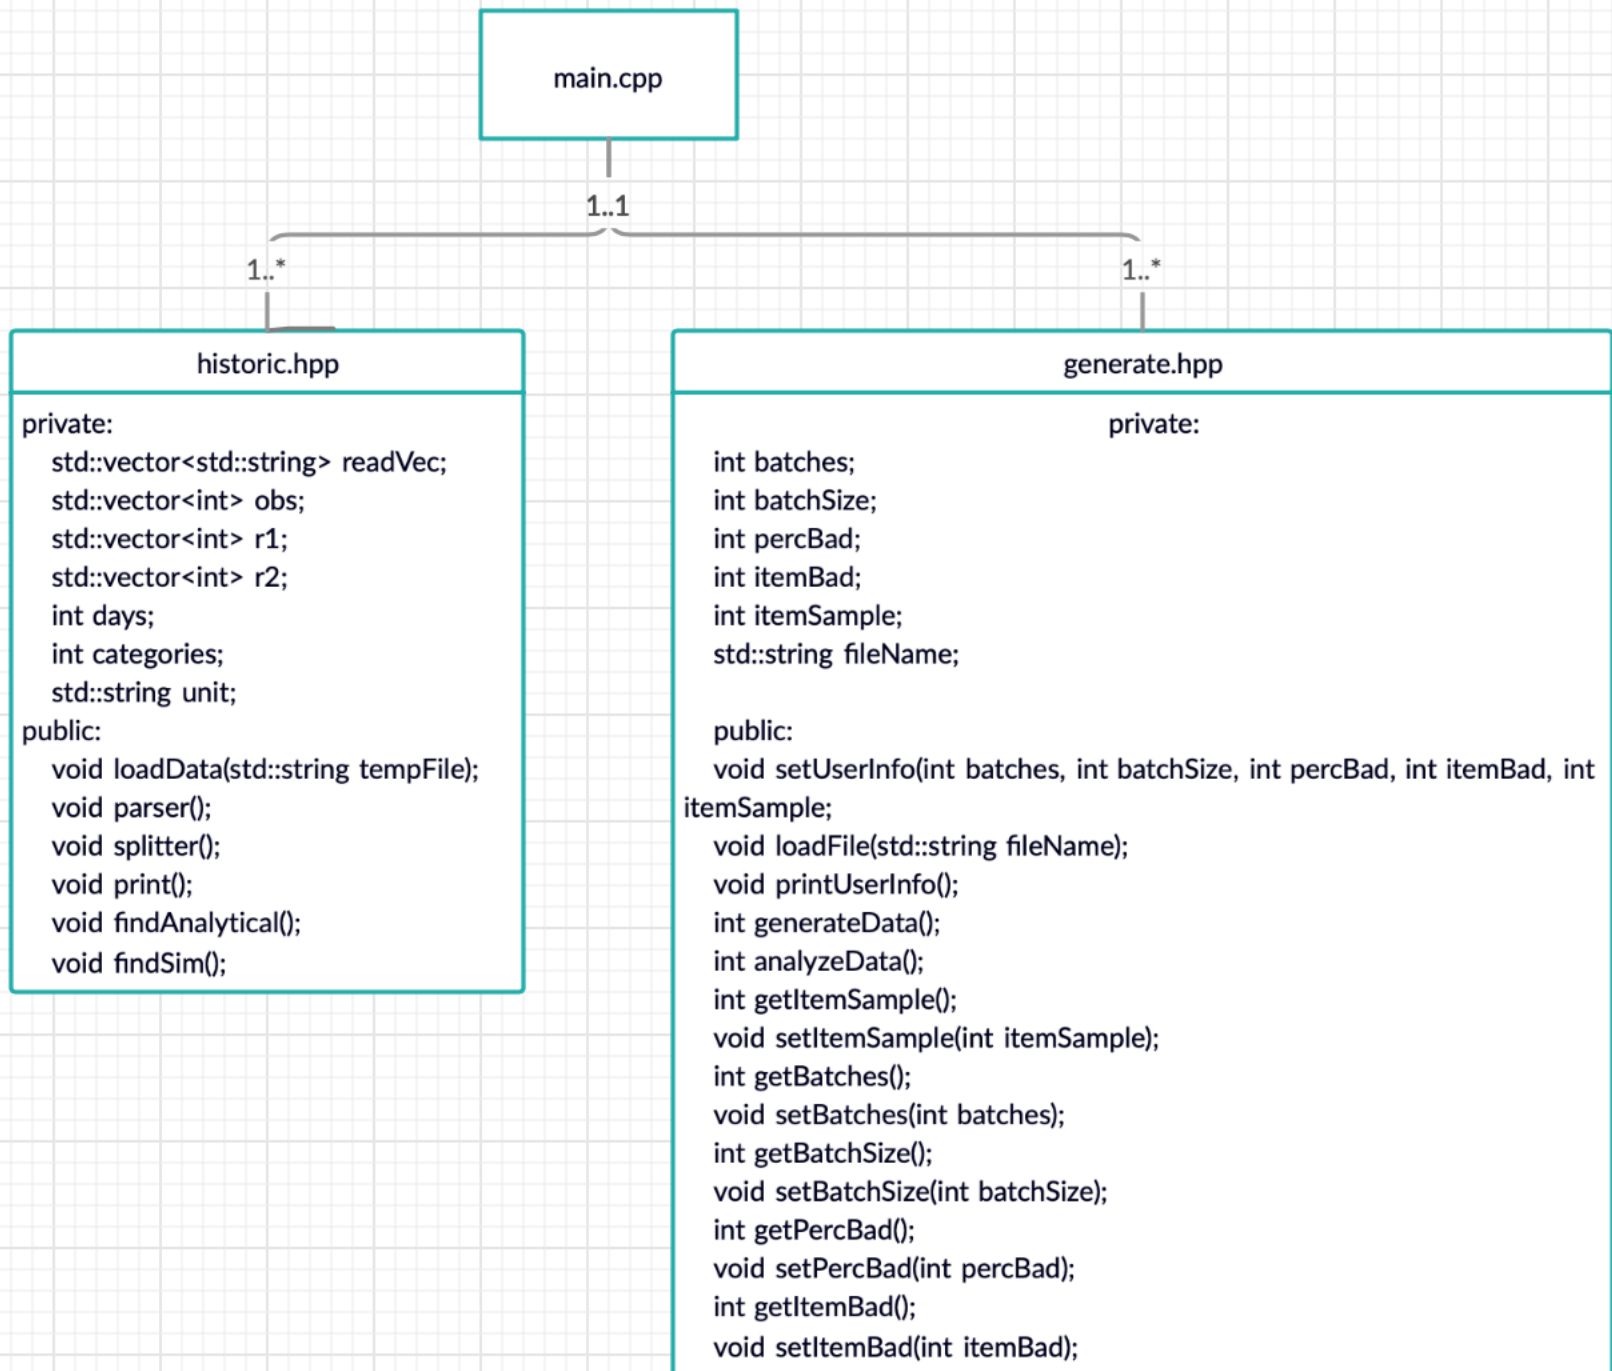 main.cpp
1..1
1..*
1..*
historic.hpp
private:
std::vector<std::string> readVec;
std::vector<int> obs;
std::vector<int> r1;
std::vector<int> r2;
int days;
int categories;
std::string unit;
public:
void loadData(std::string tempFile);
void parser();
void splitter();
void print();
void findAnalytical();
void findSim();
generate.hpp
private:
int batches;
int batchSize;
int percBad;
int itemBad;
int itemSample;
std::string fileName;
public:
void setUserInfo(int batches, int batchSize, int percBad, int itemBad, int
itemSample;
void loadFile(std::string fileName);
void printUserInfo();
int generateData();
int analyzeData();
int getItemSample();
void setItemSample(int itemSample);
int getBatches();
void setBatches(int batches);
int getBatchSize();
void setBatchSize(int batchSize);
int getPercBad();
void setPercBad(int percBad);
int getItemBad();
void setItemBad(int itemBad);